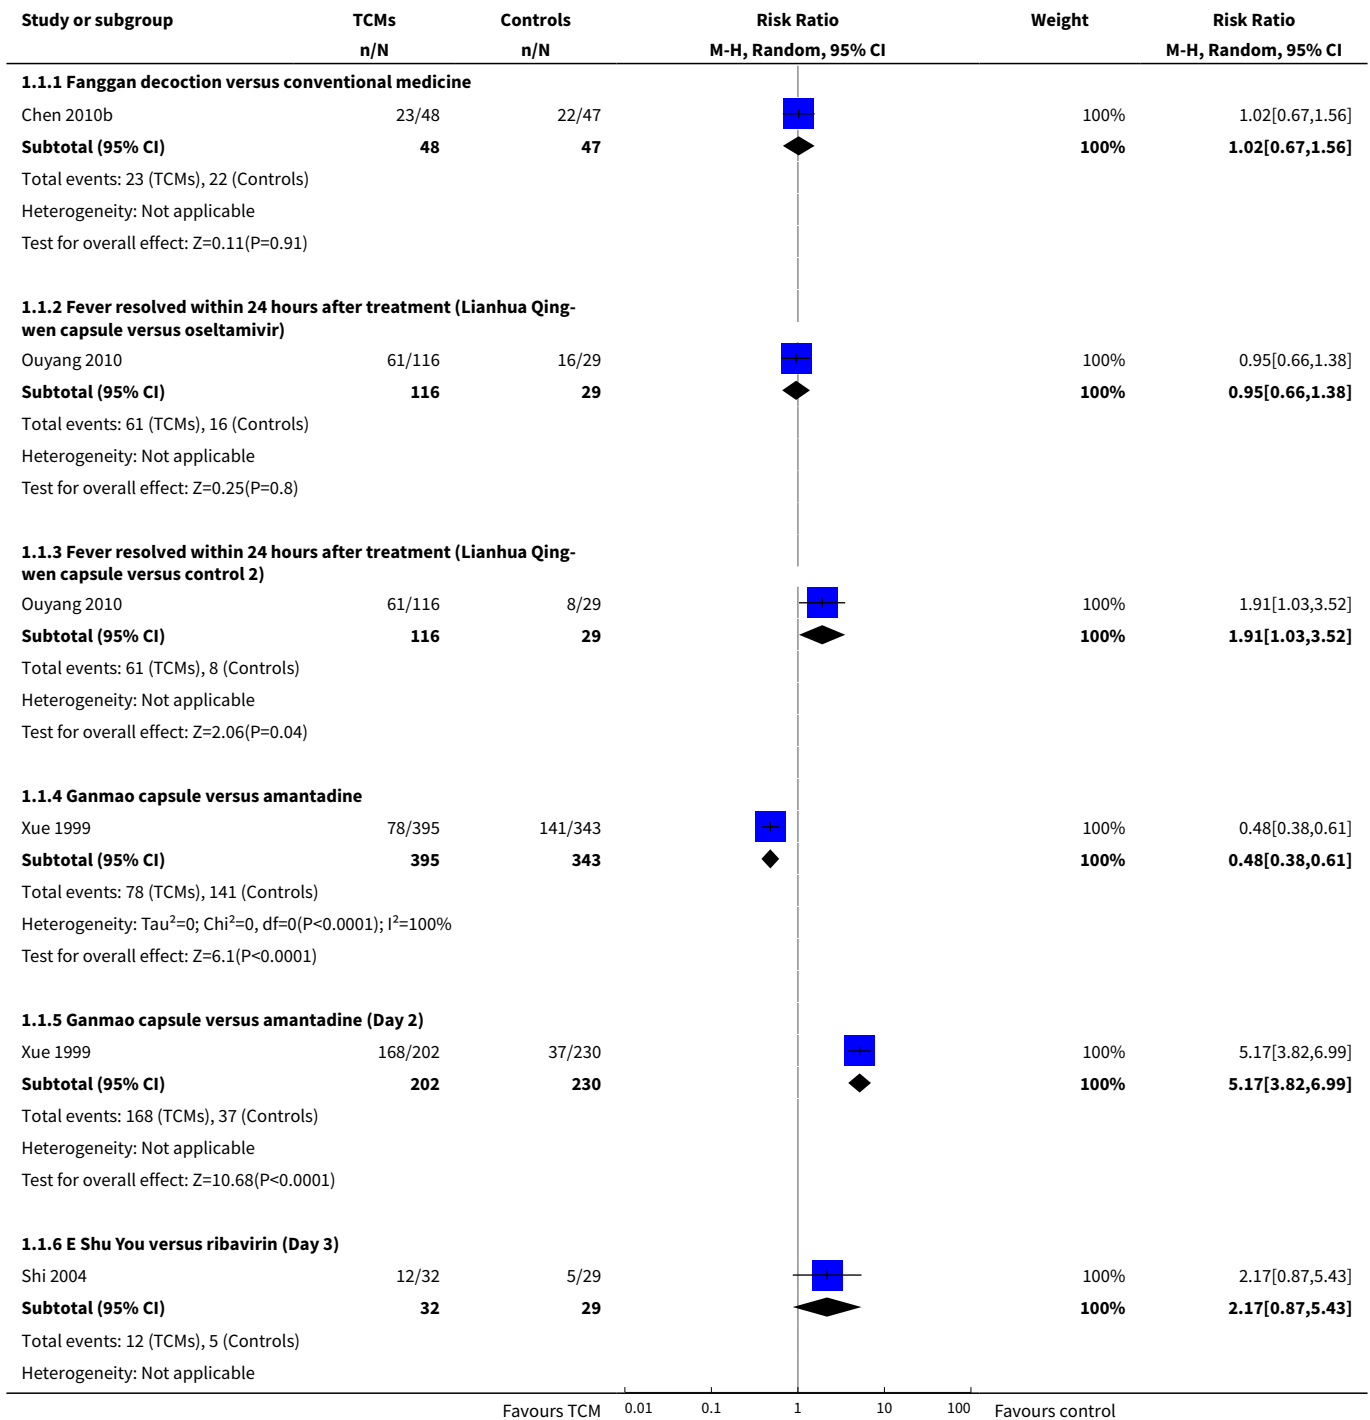 Study or subgroup TCMs Controls Risk Ratio Weight Risk Ratio
n/N n/N M-H, Random, 95% CI M-H, Random, 95% CI
1.1.1 Fanggan decoction versus conventional medicine
Chen 2010b 23/48 22/47 100% 1.02[0.67,1.56]
Subtotal (95% CI) 48 47 100% 1.02[0.67,1.56]
Total events: 23 (TCMs), 22 (Controls)
Heterogeneity: Not applicable
Test for overall effect: Z=0.11(P=0.91)
1.1.2 Fever resolved within 24 hours after treatment (Lianhua Qing-
wen capsule versus oseltamivir)
Ouyang 2010 61/116 16/29 100% 0.95[0.66,1.38]
Subtotal (95% CI) 116 29 100% 0.95[0.66,1.38]
Total events: 61 (TCMs), 16 (Controls)
Heterogeneity: Not applicable
Test for overall effect: Z=0.25(P=0.8)
1.1.3 Fever resolved within 24 hours after treatment (Lianhua Qing-
wen capsule versus control 2)
Ouyang 2010 61/116 8/29 100% 1.91[1.03,3.52]
Subtotal (95% CI) 116 29 100% 1.91[1.03,3.52]
Total events: 61 (TCMs), 8 (Controls)
Heterogeneity: Not applicable
Test for overall effect: Z=2.06(P=0.04)
1.1.4 Ganmao capsule versus amantadine
Xue 1999 78/395 141/343 100% 0.48[0.38,0.61]
Subtotal (95% CI) 395 343 100% 0.48[0.38,0.61]
Total events: 78 (TCMs), 141 (Controls)
Heterogeneity: Tau²=0; Chi²=0, df=0(P<0.0001); I²=100%
Test for overall effect: Z=6.1(P<0.0001)
1.1.5 Ganmao capsule versus amantadine (Day 2)
Xue 1999 168/202 37/230 100% 5.17[3.82,6.99]
Subtotal (95% CI) 202 230 100% 5.17[3.82,6.99]
Total events: 168 (TCMs), 37 (Controls)
Heterogeneity: Not applicable
Test for overall effect: Z=10.68(P<0.0001)
1.1.6 E Shu You versus ribavirin (Day 3)
Shi 2004 12/32 5/29 100% 2.17[0.87,5.43]
Subtotal (95% CI) 32 29 100% 2.17[0.87,5.43]
Total events: 12 (TCMs), 5 (Controls)
Heterogeneity: Not applicable
Favours TCM 0.01 0.1 1 10 100 Favours control